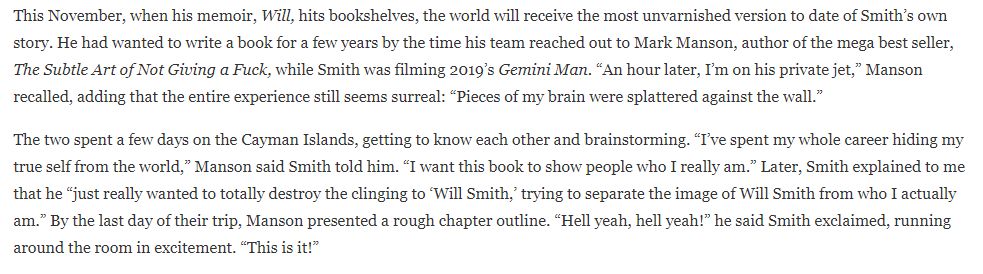 This November, when his memoir, Will, hits bookshelves, the world will receive the most unvarnished version to date of Smith’s own
story. He had wanted to write a book for a few years by the time his team reached out to Mark Manson, author of the mega best seller,
The Subtle Art of Not Giving a Fuck, while Smith was filming 2019’s Gemini Man. “An hour later, I’m on his private jet,” Manson
recalled, adding that the entire experience still seems surreal: “Pieces of my brain were splattered against the wall.”
The two spent a few days on the Cayman Islands, getting to know each other and brainstorming. “I’ve spent my whole career hiding my
true self from the world,” Manson said Smith told him. “I want this book to show people who I really am.” Later, Smith explained to me
that he “just really wanted to totally destroy the clinging to ‘Will Smith,’ trying to separate the image of Will Smith from who I actually
am.” By the last day of their trip, Manson presented a rough chapter outline. “Hell yeah, hell yeah!” he said Smith exclaimed, running
around the room in excitement. “This is it!”